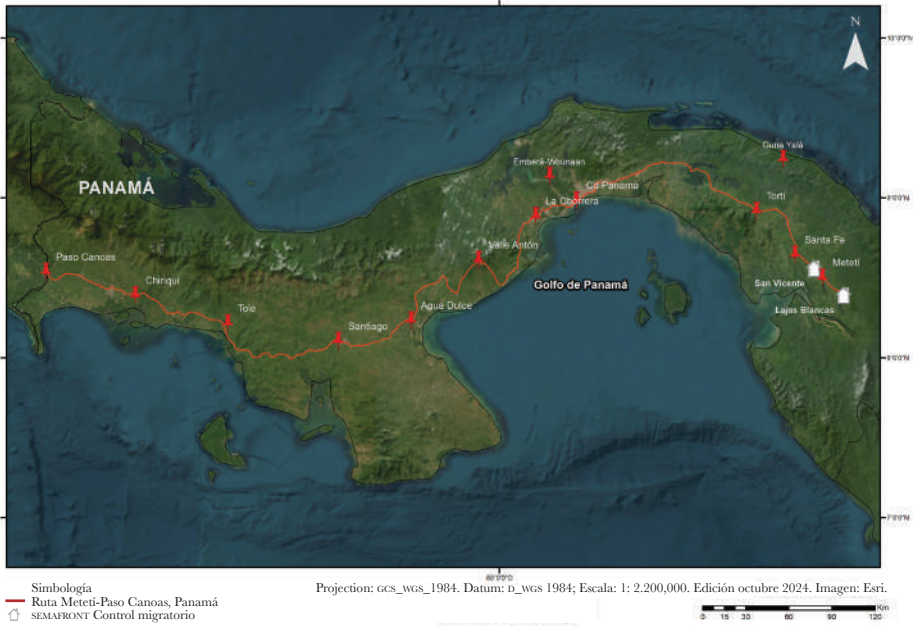 N
10°0'0"N
Guna Yala
Emberá-Wounaan
PANAMÁ
Cd Panama
9°0'0"N
La Chorrera
Tortí
Santa Fe
Valle Antón
Paso Canoas
Metetí
Chiriquí
San Vicente
Golfo de Panamá
Tolé
Agua Dulce
Lajas Blancas
Santiago
8°0'0"N
7°0'0"N
80°0'0"O
Simbología
Projection: GCS_WGS_1984. Datum: D_WGS 1984; Escala: 1: 2.200,000. Edición octubre 2024. Imagen: Esri.
Ruta Metetí-Paso Canoas, Panamá
SEMAFRONT Control migratorio
0 15 30 60 90 120 Km